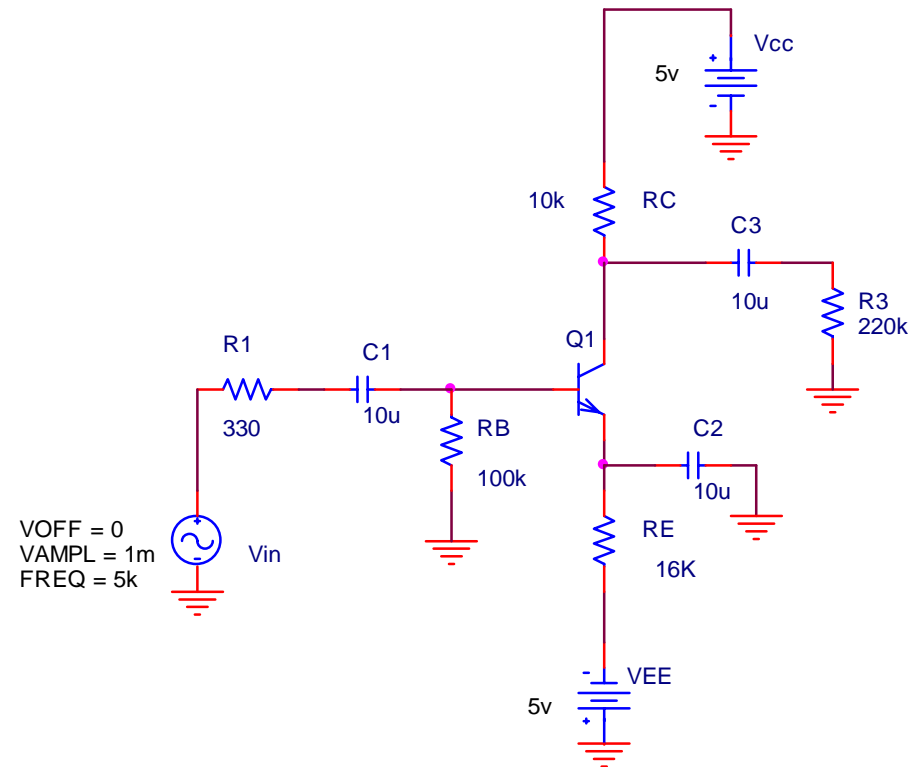 Vcc
5v
+
-
10k
RC
C3
10u
R3
220k
Q1
R1
330
C1
10u
RB
100k
C2
10u
RE
16K
VOFF = 0
VAMPL = 1m
FREQ = 5k
+
-
Vin
-
VEE
5v
+